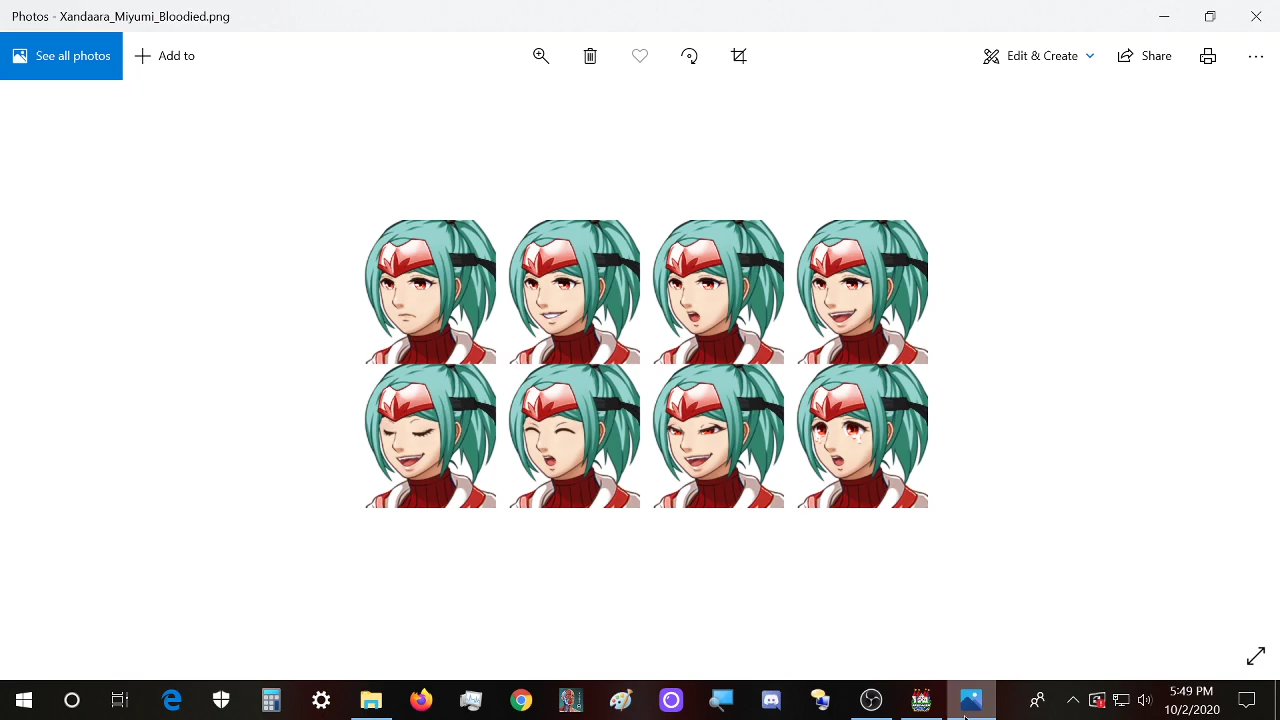 Photos - Xandaara_Miyumi_Bloodied.png
See all photos
Add to
Edit & Create
Share
5:49 PM
10/2/2020